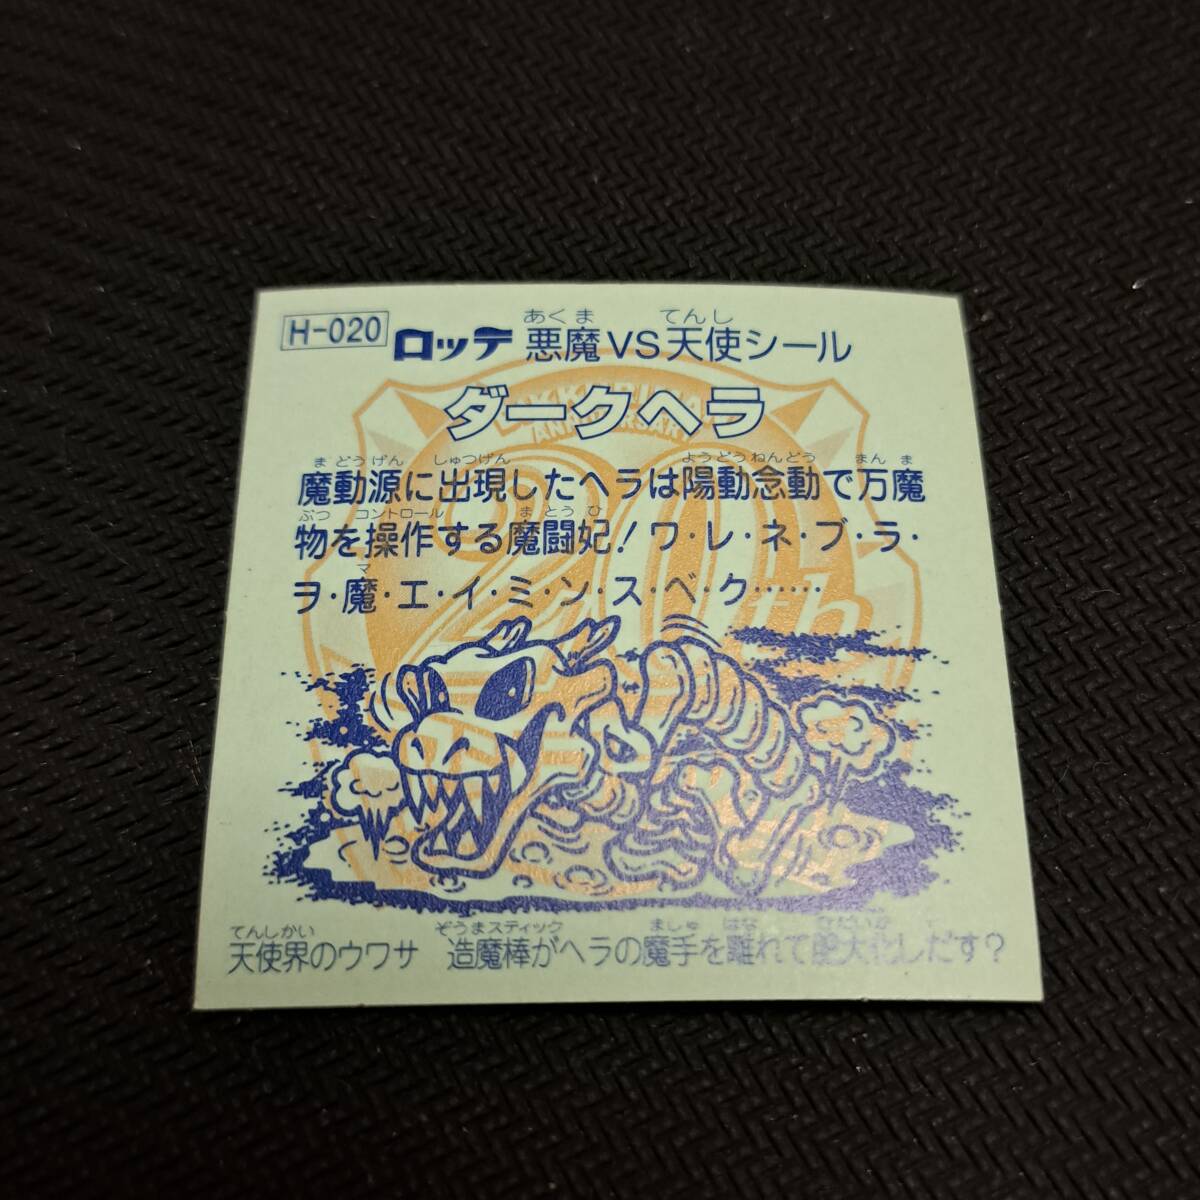 H-020 ロッテ 悪魔VS天使シール
あくま てんし
ダークヘラ
BIKKURIMAN
ANNIVERSARY
20th
まどうげん しゅつげん ようどうねんどう まんま
魔動源に出現したヘラは陽動念動で万魔
ぶつ コントロール まとうひ
物を操作する魔闘妃!ワ・レ・ネ・ブ・ラ・
マ
ヲ・魔・エ・イ・ミ・ン・ス・ベ・ク……
てんしかい ぞうまスティック ましゅ はな ひだいか
天使界のウワサ 造魔棒がヘラの魔手を離れて肥大化しだす?